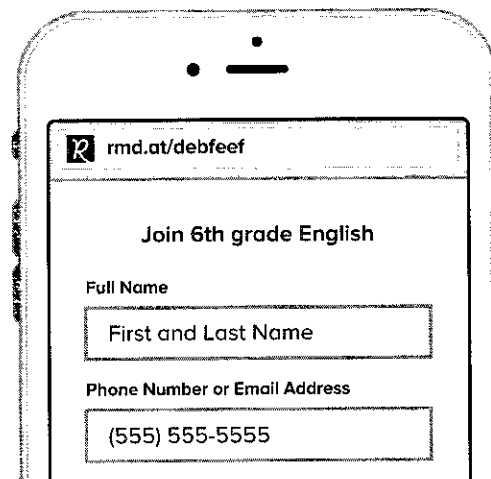 R rmd.at/debfeef
Join 6th grade English
Full Name
First and Last Name
Phone Number or Email Address
(555) 555-5555